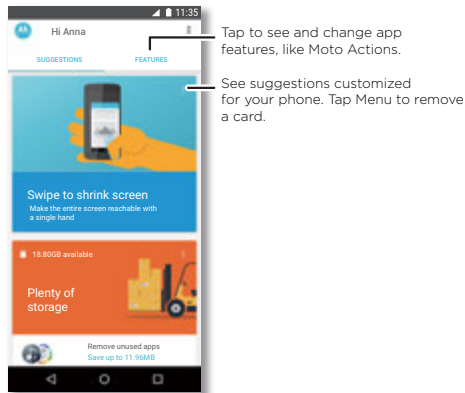 11:35
Hi Anna
SUGGESTIONS
FEATURES
Tap to see and change app
features, like Moto Actions.
See suggestions customized
for your phone. Tap Menu to remove
a card.
Swipe to shrink screen
Make the entire screen reachable with
a single hand
18.80GB available
Plenty of
storage
Remove unused apps
Save up to 11.96MB